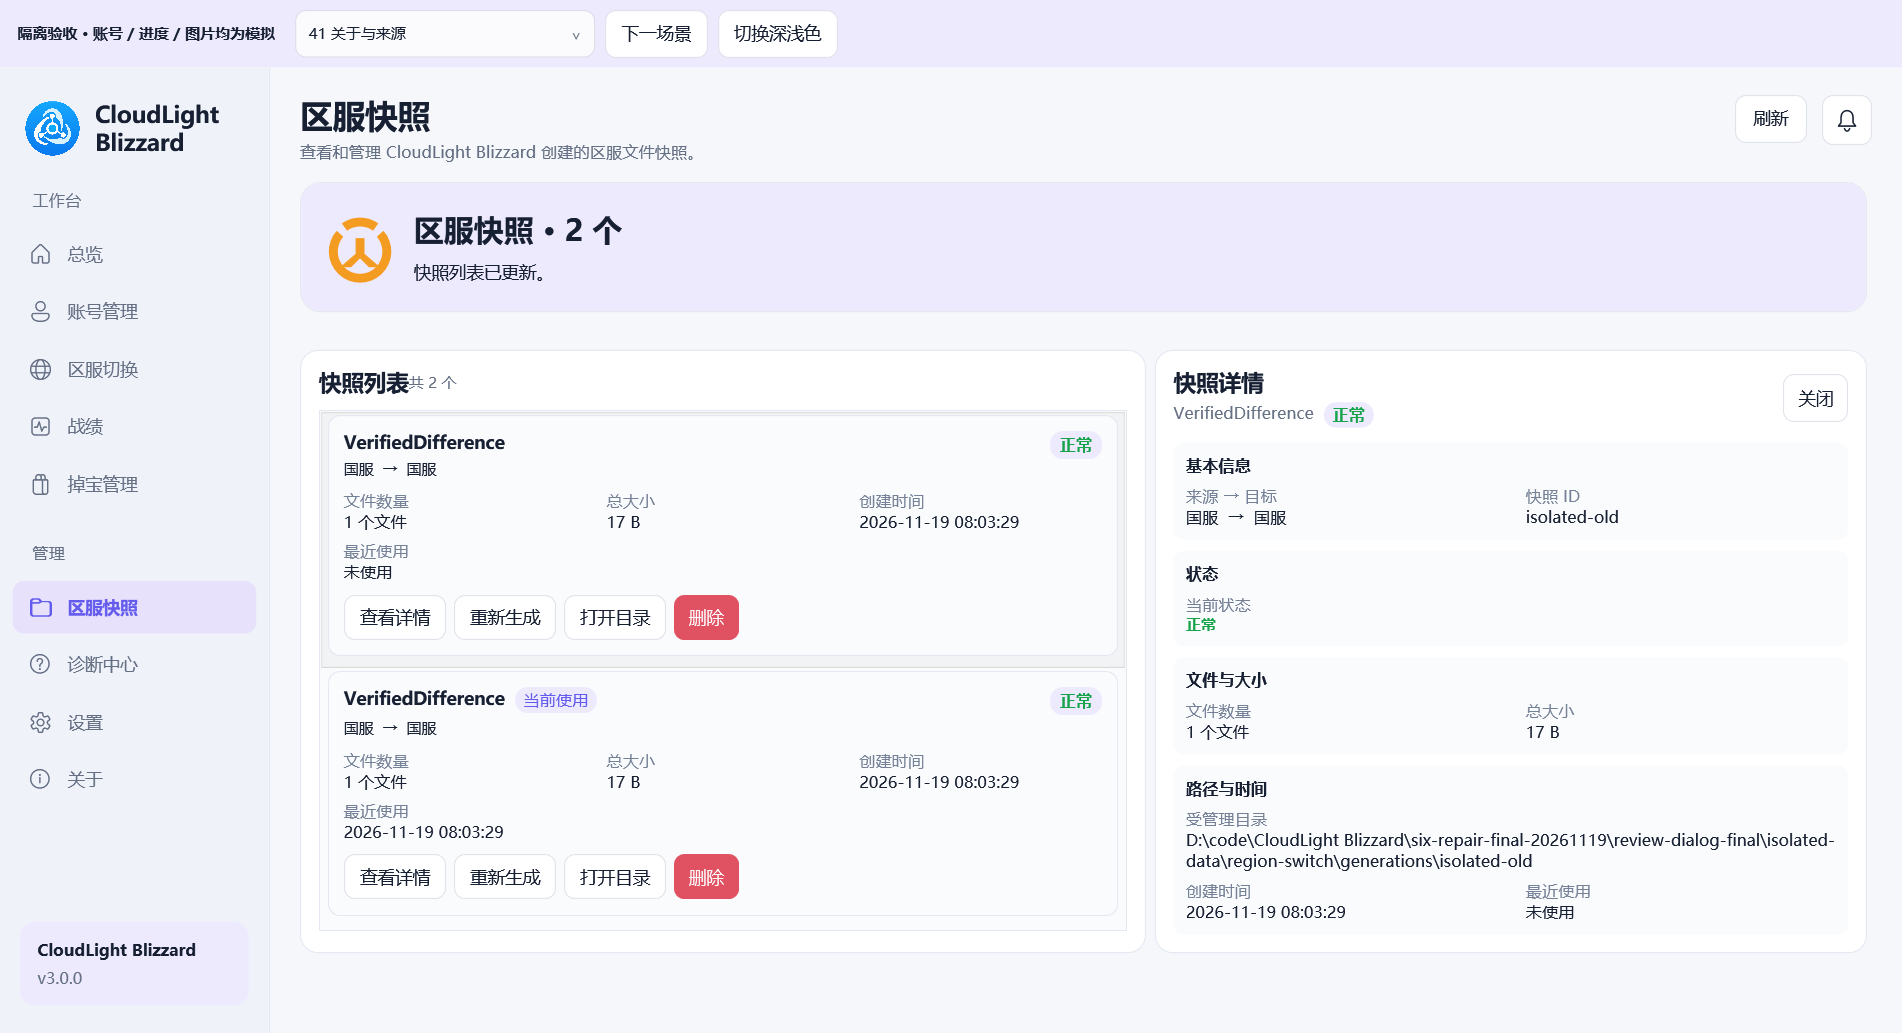 隔离验收 • 账号 / 进度 / 图片均为模拟
41 关于与来源
下一场景
切换深浅色
CloudLight
Blizzard
工作台
总览
账号管理
区服切换
战绩
掉宝管理
管理
区服快照
诊断中心
设置
关于
CloudLight Blizzard
v3.0.0
区服快照
查看和管理 CloudLight Blizzard 创建的区服文件快照。
刷新
区服快照 • 2 个
快照列表已更新。
快照列表共 2 个
VerifiedDifference
正常
国服 → 国服
文件数量 总大小 创建时间
1 个文件 17 B 2026-11-19 08:03:29
最近使用
未使用
查看详情 重新生成 打开目录 删除
VerifiedDifference 当前使用
正常
国服 → 国服
文件数量 总大小 创建时间
1 个文件 17 B 2026-11-19 08:03:29
最近使用
2026-11-19 08:03:29
查看详情 重新生成 打开目录 删除
快照详情
VerifiedDifference 正常
关闭
基本信息
来源 → 目标 快照 ID
国服 → 国服 isolated-old
状态
当前状态
正常
文件与大小
文件数量 总大小
1 个文件 17 B
路径与时间
受管理目录
D:\code\CloudLight Blizzard\six-repair-final-20261119\review-dialog-final\isolated-
data\region-switch\generations\isolated-old
创建时间 最近使用
2026-11-19 08:03:29 未使用